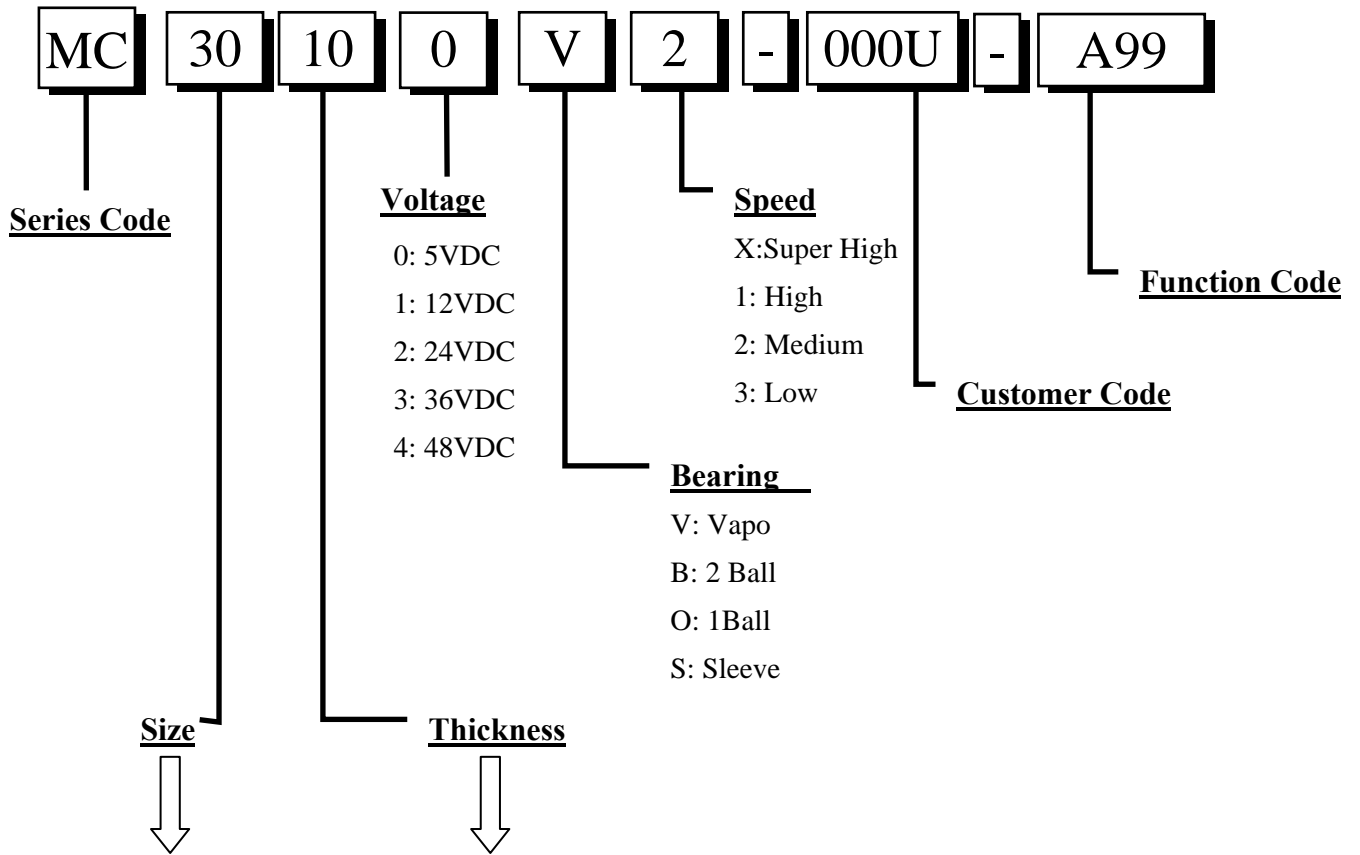 MC 30 10 0 V 2 - 000U - A99
Series Code
Voltage
0: 5VDC
1: 12VDC
2: 24VDC
3: 36VDC
4: 48VDC
Speed
X:Super High
1: High
2: Medium
3: Low
Function Code
Customer Code
Bearing
V: Vapo
B: 2 Ball
O: 1Ball
S: Sleeve
Size
Thickness